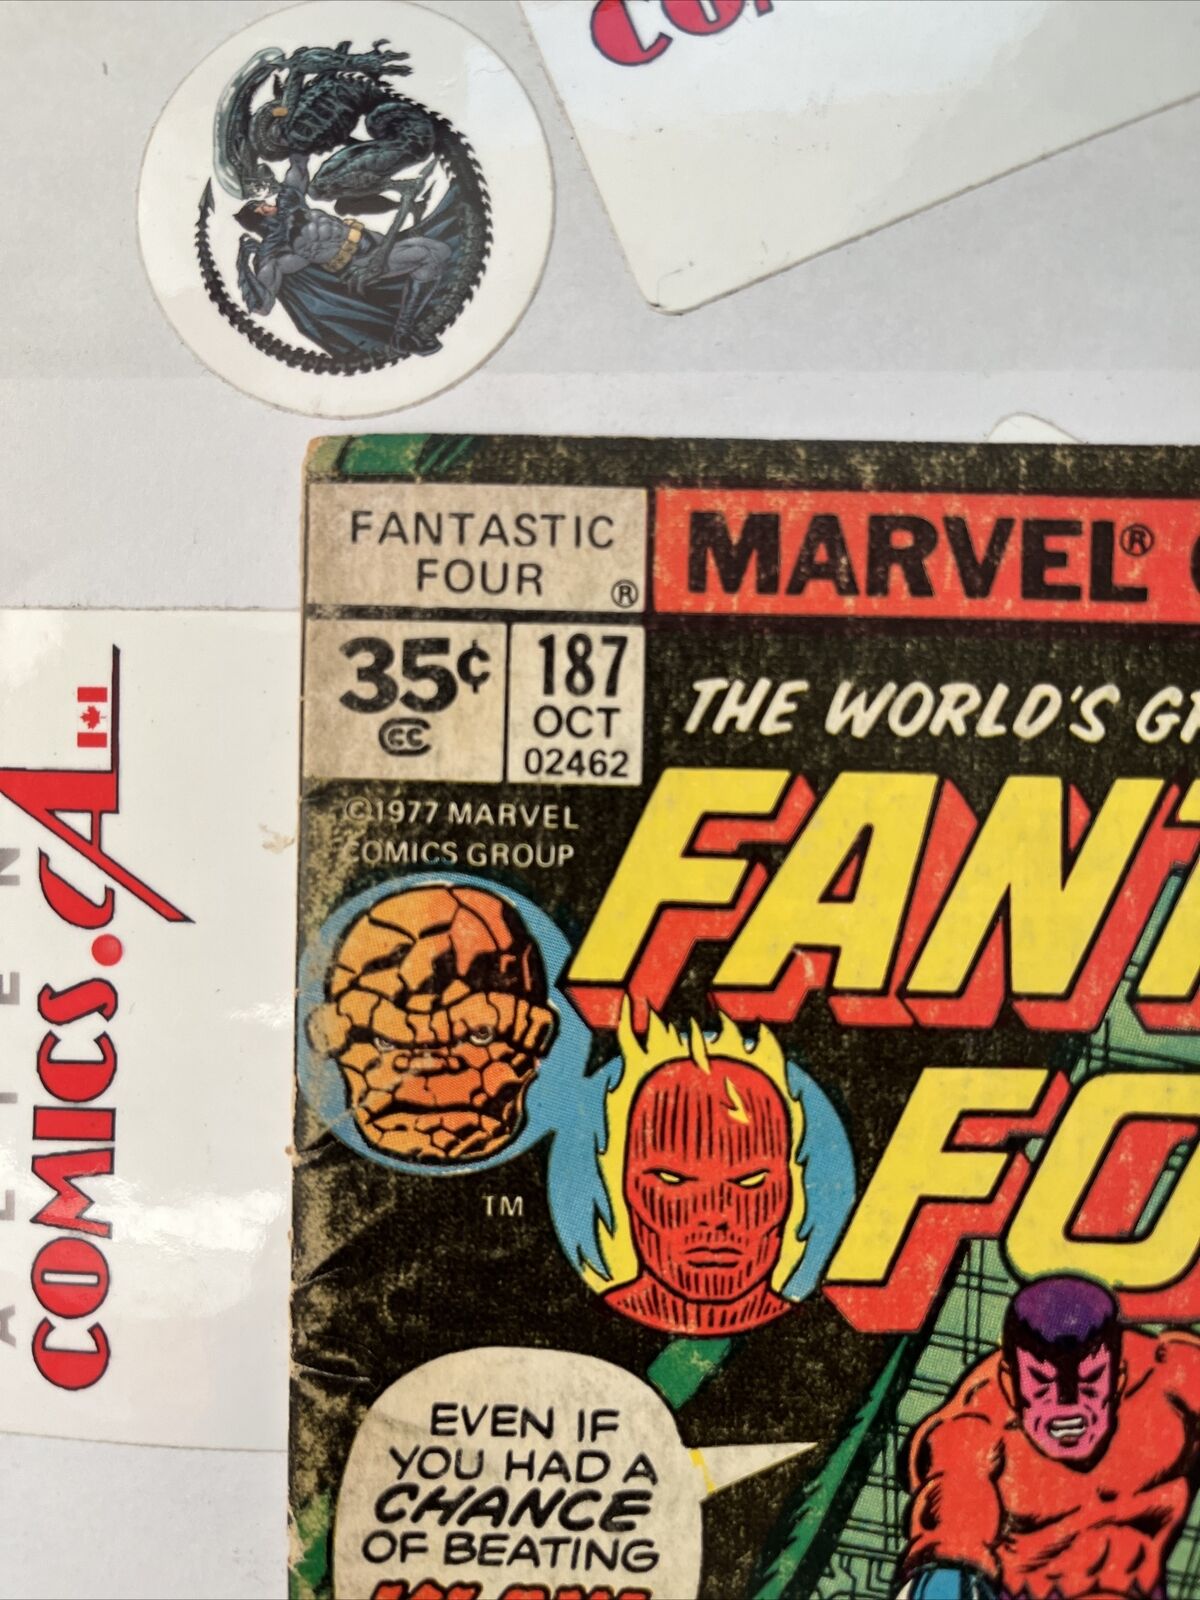 FANTASTIC
FOUR ®
MARVEL®
35¢
CC
187
OCT
02462
THE WORLD'S
©1977 MARVEL
COMICS GROUP
FANT
FO
TM
EVEN IF
YOU HAD A
CHANCE
OF BEATING
COMICS.CA